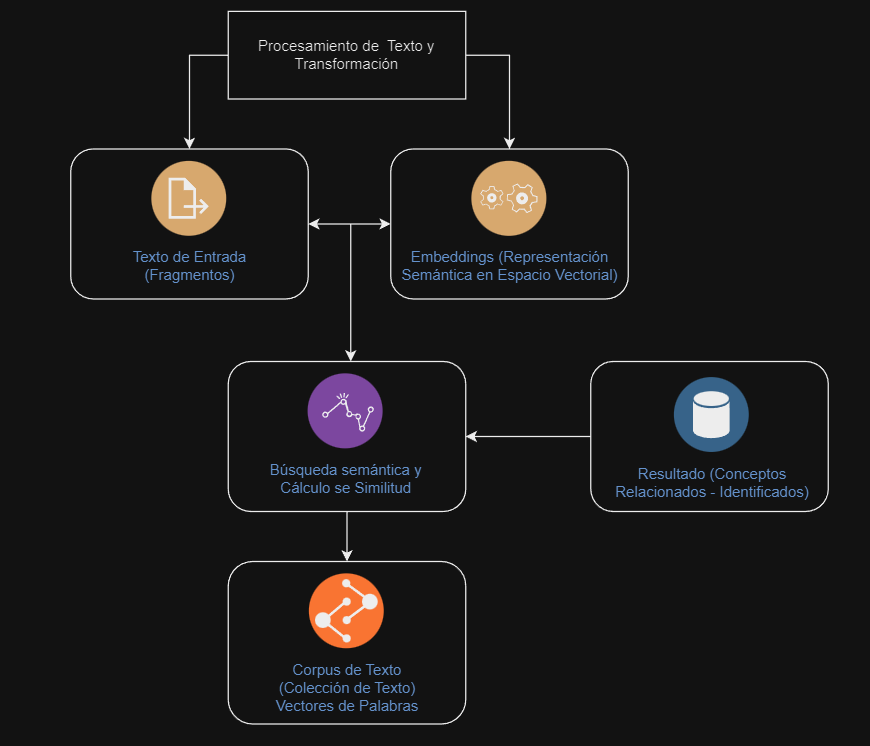 Procesamiento de Texto y
Transformación
Texto de Entrada
(Fragmentos)
Embeddings (Representación
Semántica en Espacio Vectorial)
Búsqueda semántica y
Cálculo se Similitud
Resultado (Conceptos
Relacionados - Identificados)
Corpus de Texto
(Colección de Texto)
Vectores de Palabras